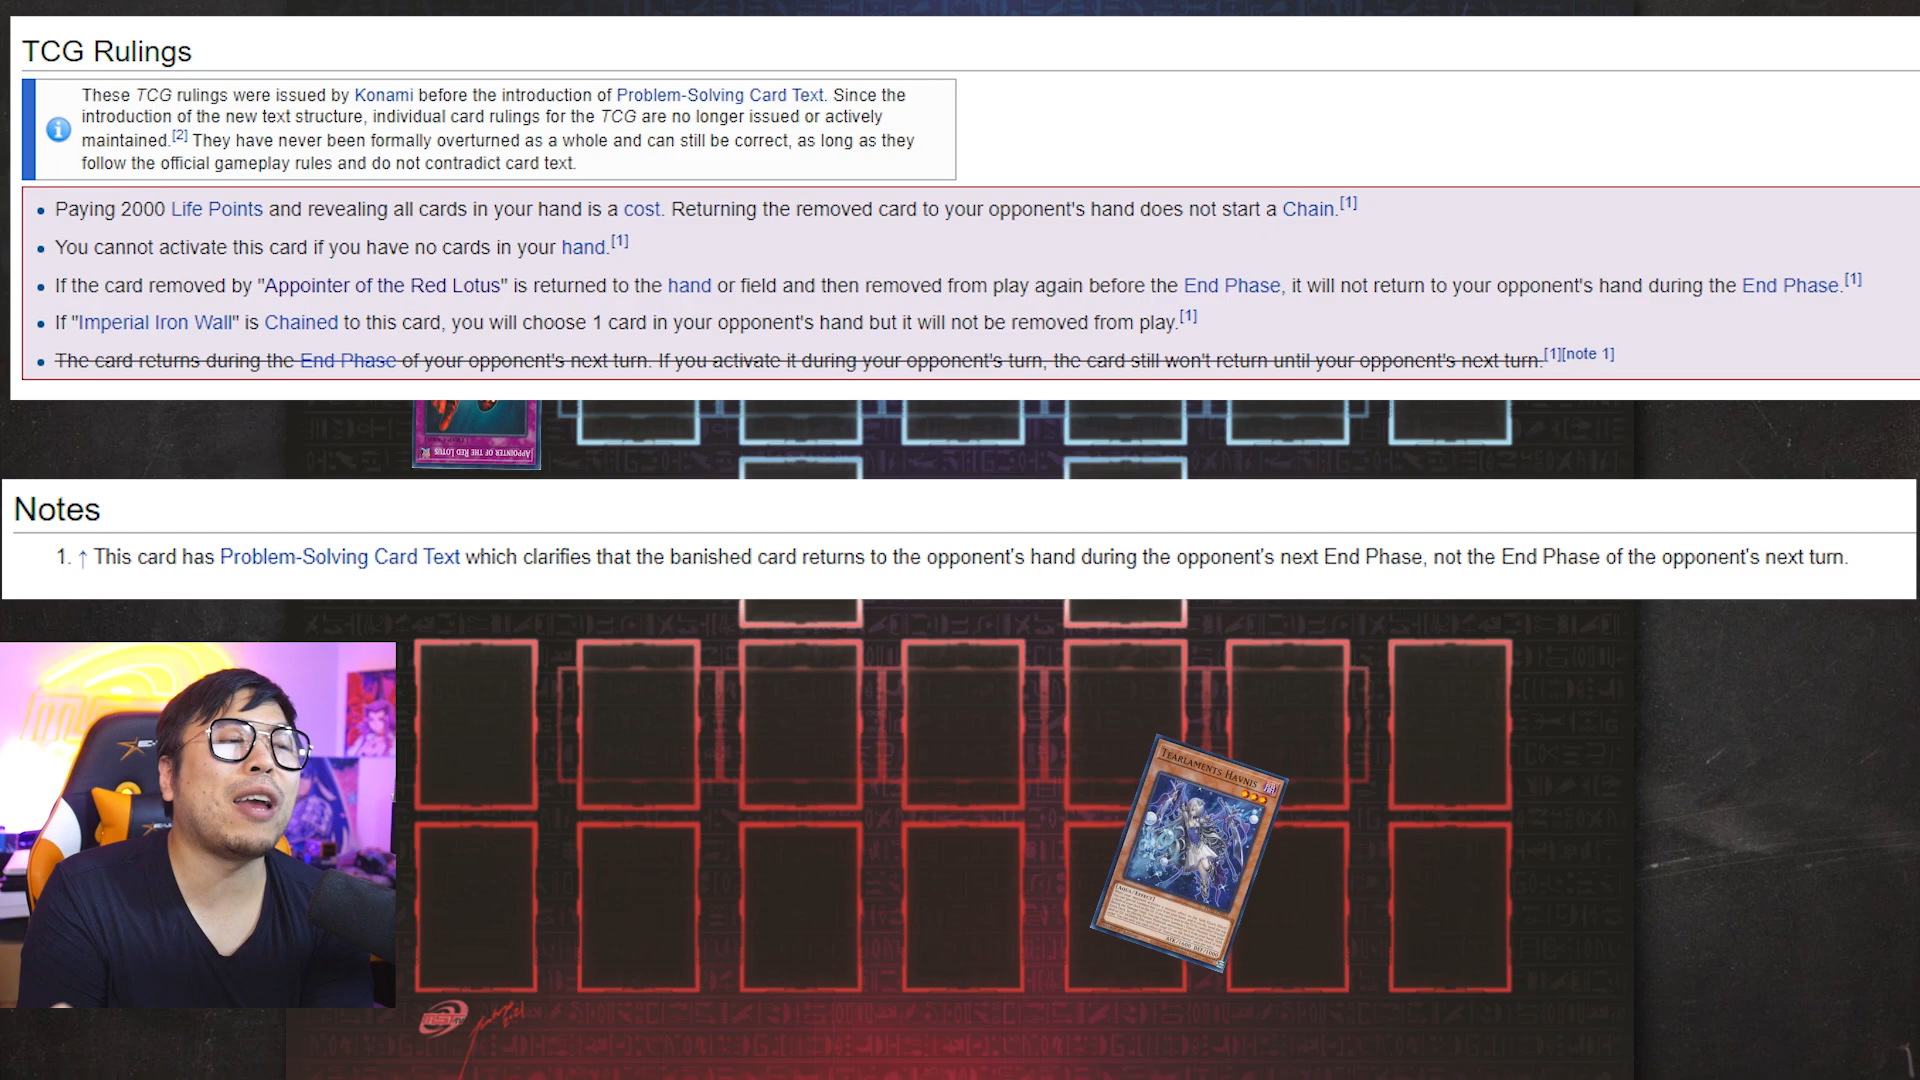 TCG Rulings
These TCG rulings were issued by Konami before the introduction of Problem-Solving Card Text. Since the
introduction of the new text structure, individual card rulings for the TCG are no longer issued or actively
maintained.[2] They have never been formally overturned as a whole and can still be correct, as long as they
follow the official gameplay rules and do not contradict card text.
Paying 2000 Life Points and revealing all cards in your hand is a cost. Returning the removed card to your opponent's hand does not start a Chain.[1]
You cannot activate this card if you have no cards in your hand.[1]
If the card removed by "Appointer of the Red Lotus" is returned to the hand or field and then removed from play again before the End Phase, it will not return to your opponent's hand during the End Phase.[1]
If "Imperial Iron Wall" is Chained to this card, you will choose 1 card in your opponent's hand but it will not be removed from play.[1]
The card returns during the End Phase of your opponent's next turn. If you activate it during your opponent's turn, the card still won't return until your opponent's next turn.[1][note 1]
APPOINTER OF THE RED LOTUS
Notes
1. ↑ This card has Problem-Solving Card Text which clarifies that the banished card returns to the opponent's hand during the opponent's next End Phase, not the End Phase of the opponent's next turn.
TEARLAMENTS HAVNIS
[AQUA/EFFECT]
ATK/1600 DEF/1000